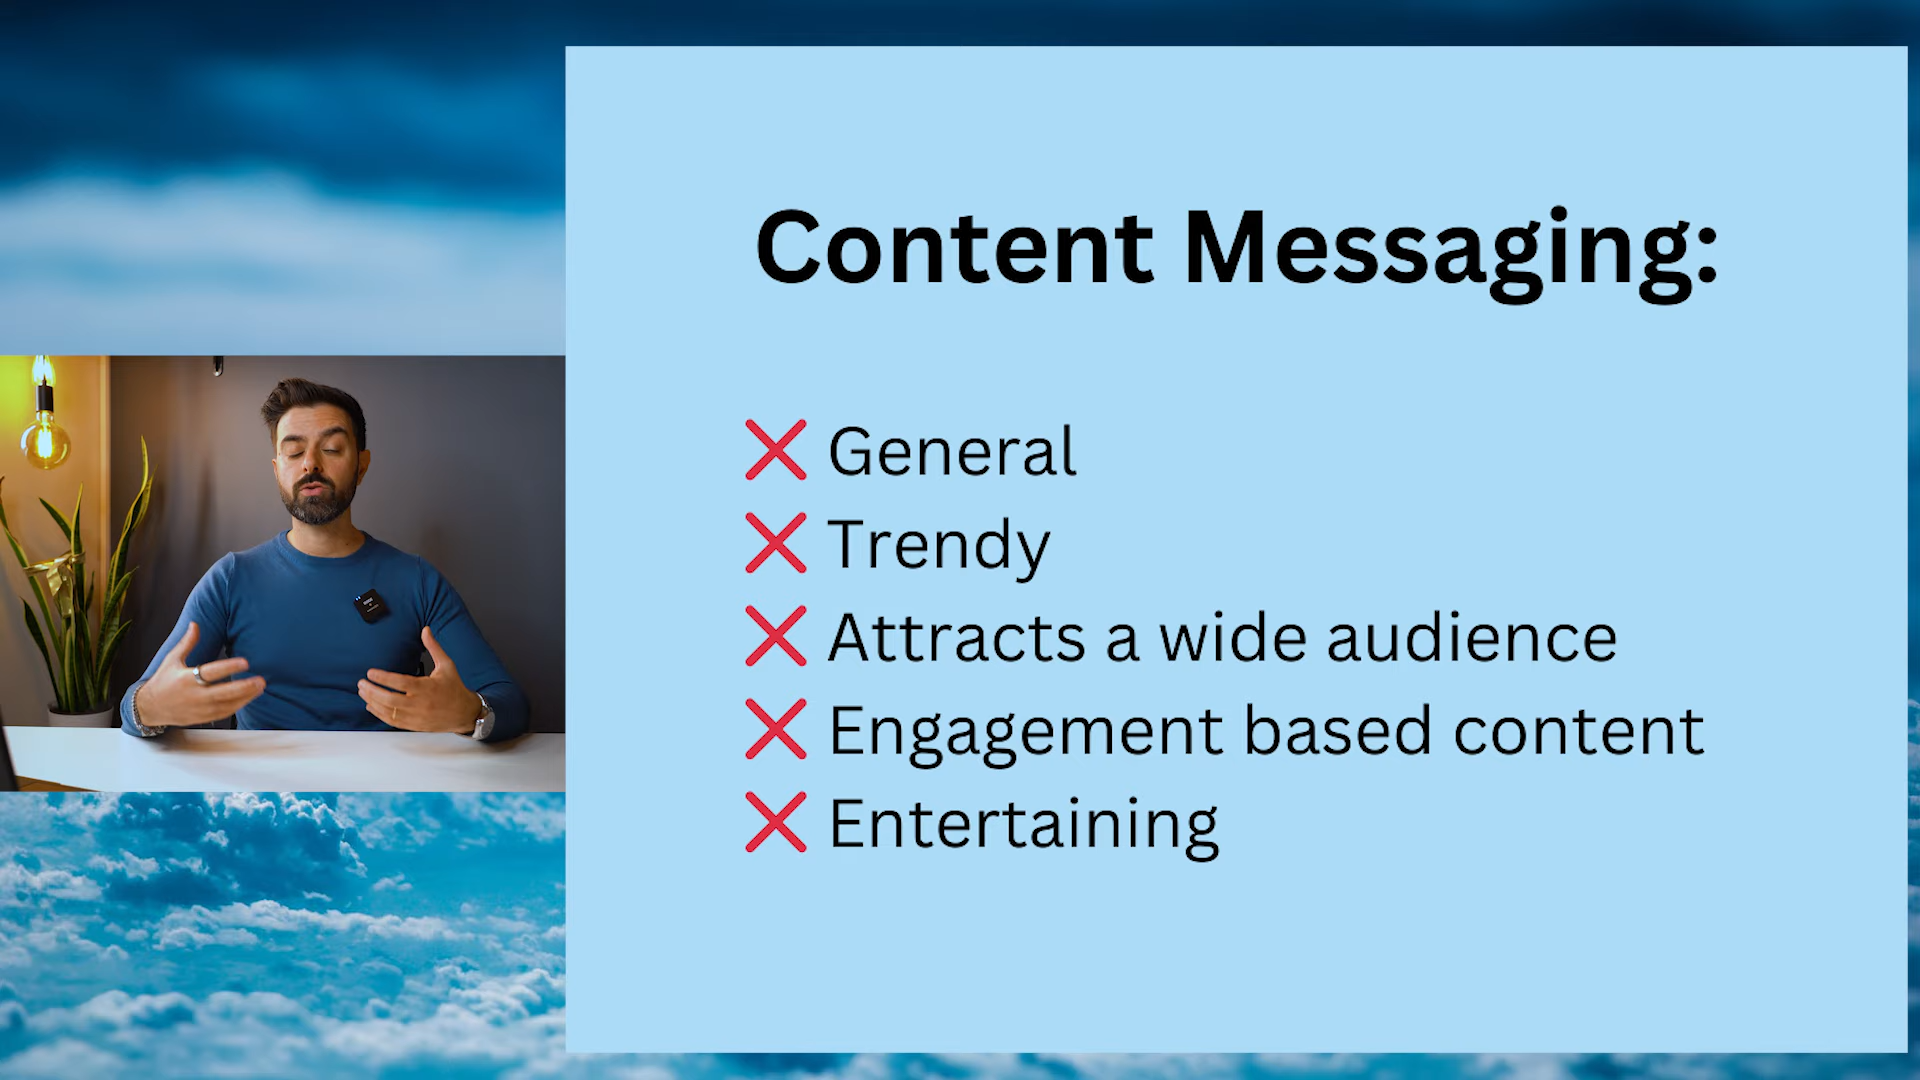 Content Messaging:
❌ General
❌ Trendy
❌ Attracts a wide audience
❌ Engagement based content
❌ Entertaining